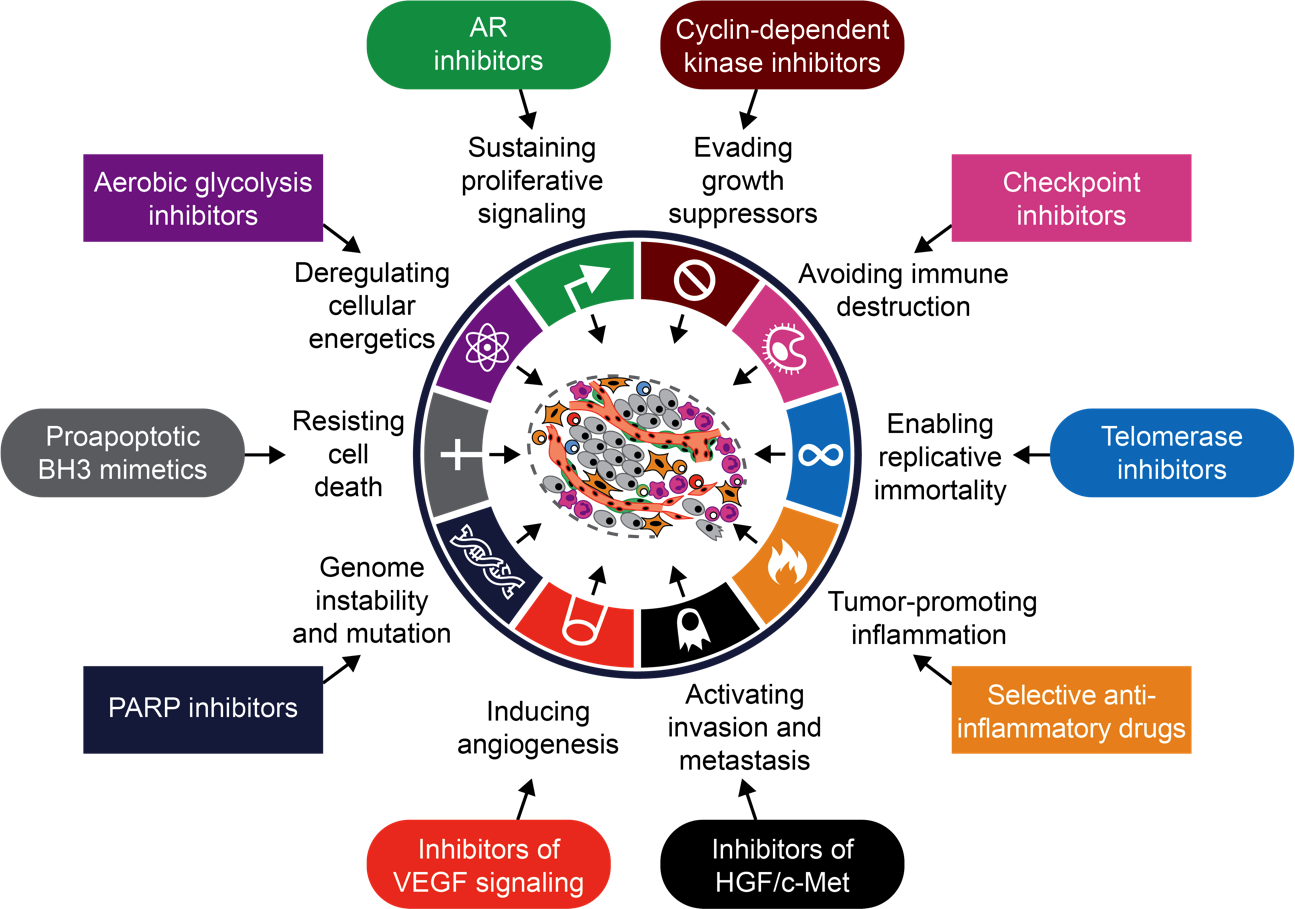 AR
inhibitors
Cyclin-dependent
kinase inhibitors
Sustaining
proliferative
signaling
Evading
growth
suppressors
Aerobic glycolysis
inhibitors
Checkpoint
inhibitors
Deregulating
cellular
energetics
Avoiding immune
destruction
Proapoptotic
BH3 mimetics
Resisting
cell
death
Enabling
replicative
immortality
Telomerase
inhibitors
Genome
instability
and mutation
Tumor-promoting
inflammation
PARP inhibitors
Selective anti-
inflammatory drugs
Inducing
angiogenesis
Activating
invasion and
metastasis
Inhibitors of
VEGF signaling
Inhibitors of
HGF/c-Met